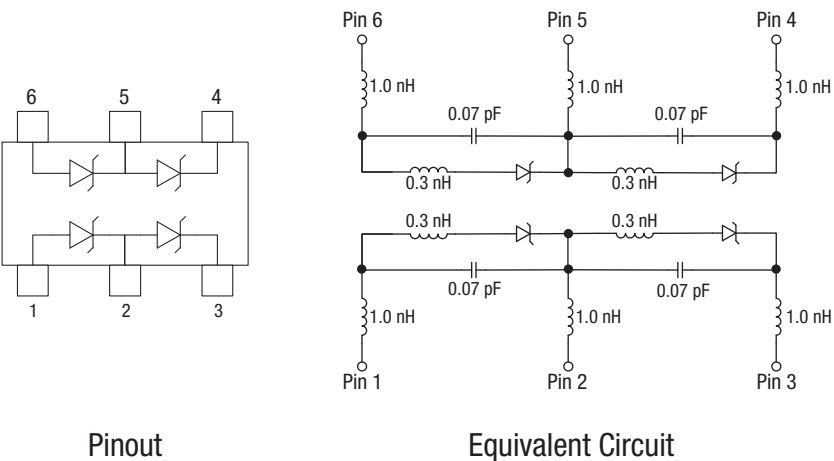 6 5 4
1 2 3
Pinout
Pin 6 Pin 5 Pin 4
1.0 nH 1.0 nH 1.0 nH
0.07 pF 0.07 pF
0.3 nH 0.3 nH
0.3 nH 0.3 nH
0.07 pF 0.07 pF
1.0 nH 1.0 nH 1.0 nH
Pin 1 Pin 2 Pin 3
Equivalent Circuit